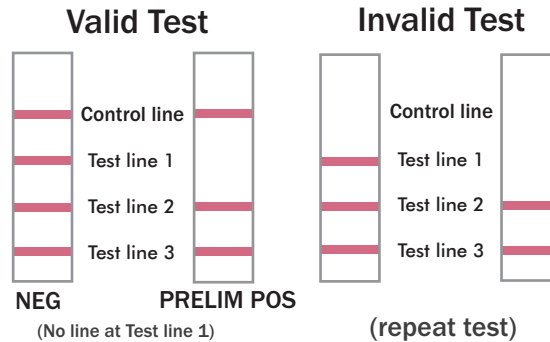 Valid Test
Invalid Test
Control line
Control line
Test line 1
Test line 1
Test line 2
Test line 2
Test line 3
Test line 3
NEG
PRELIM POS
(No line at Test line 1)
(repeat test)